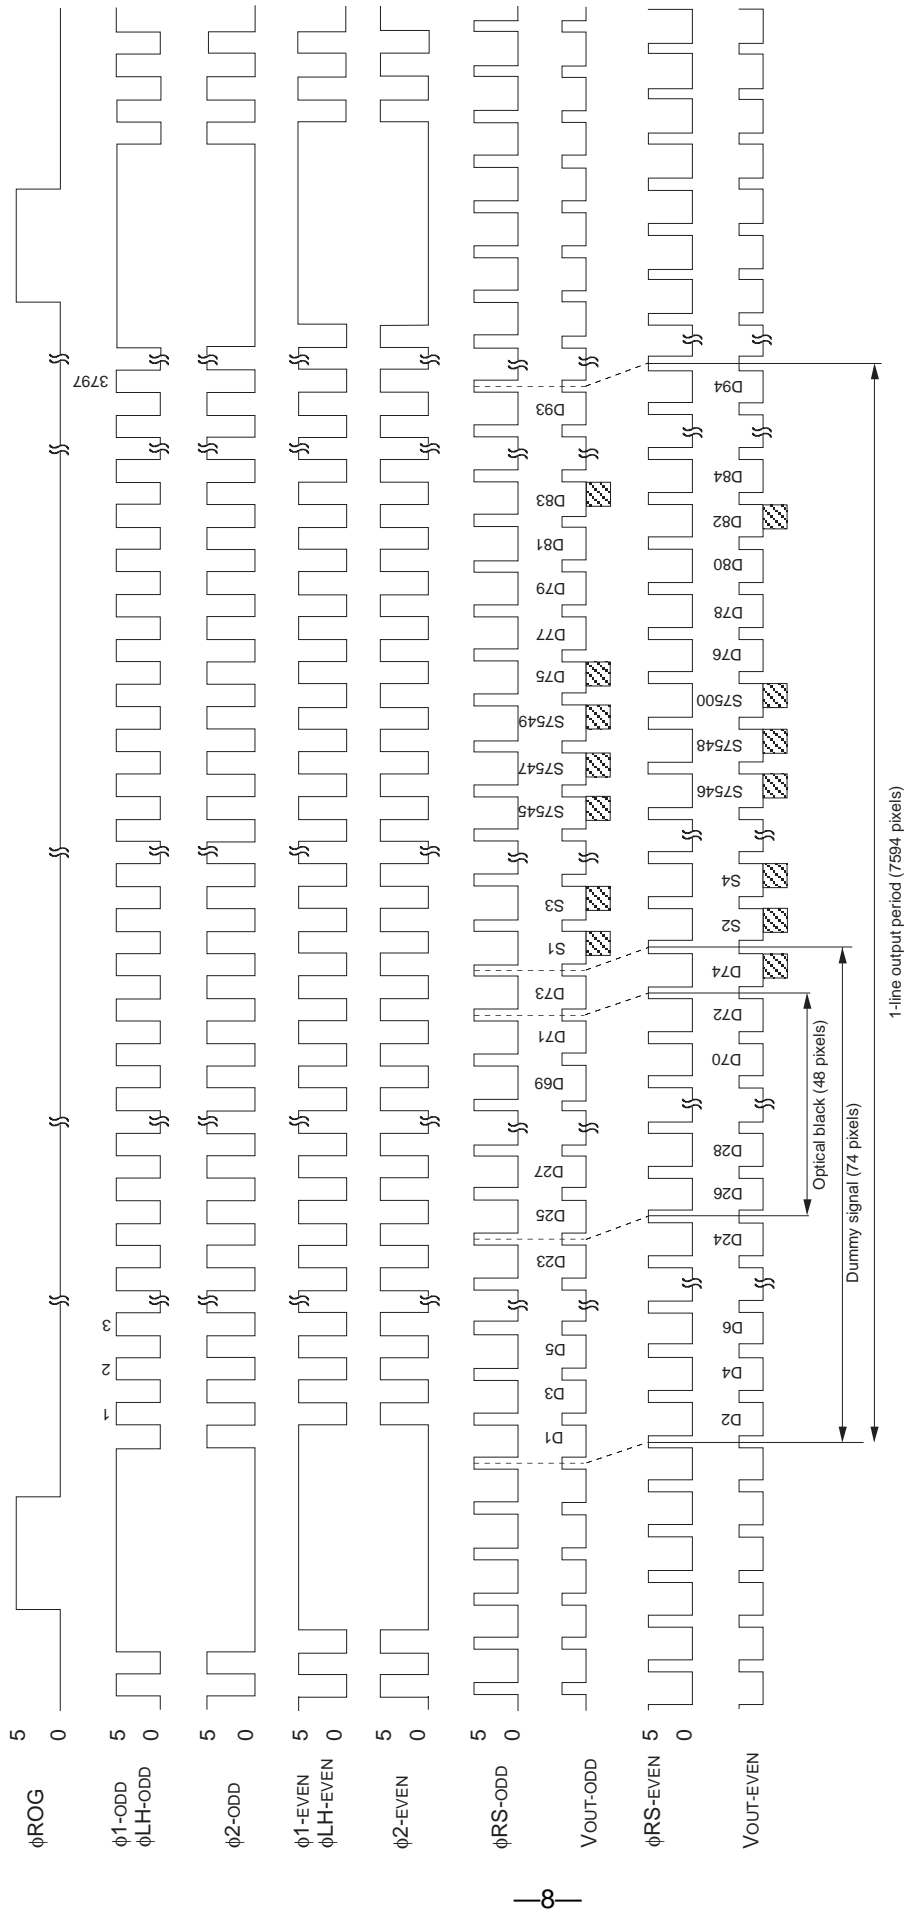 φROG
5
0
φ1-ODD
φLH-ODD
5
0
1
2
3
3797
φ2-ODD
5
0
φ1-EVEN
φLH-EVEN
5
0
φ2-EVEN
5
0
φRS-ODD
5
0
VOUT-ODD
D1
D3
D5
D23
D25
D27
D69
D71
D73
S1
S3
S7545
S7547
S7549
D75
D77
D79
D81
D83
D93
φRS-EVEN
5
0
VOUT-EVEN
D2
D4
D6
D24
D26
D28
D70
D72
D74
S2
S4
S7546
S7548
S7500
D76
D78
D80
D82
D84
D94
Optical black (48 pixels)
Dummy signal (74 pixels)
1-line output period (7594 pixels)
—8—